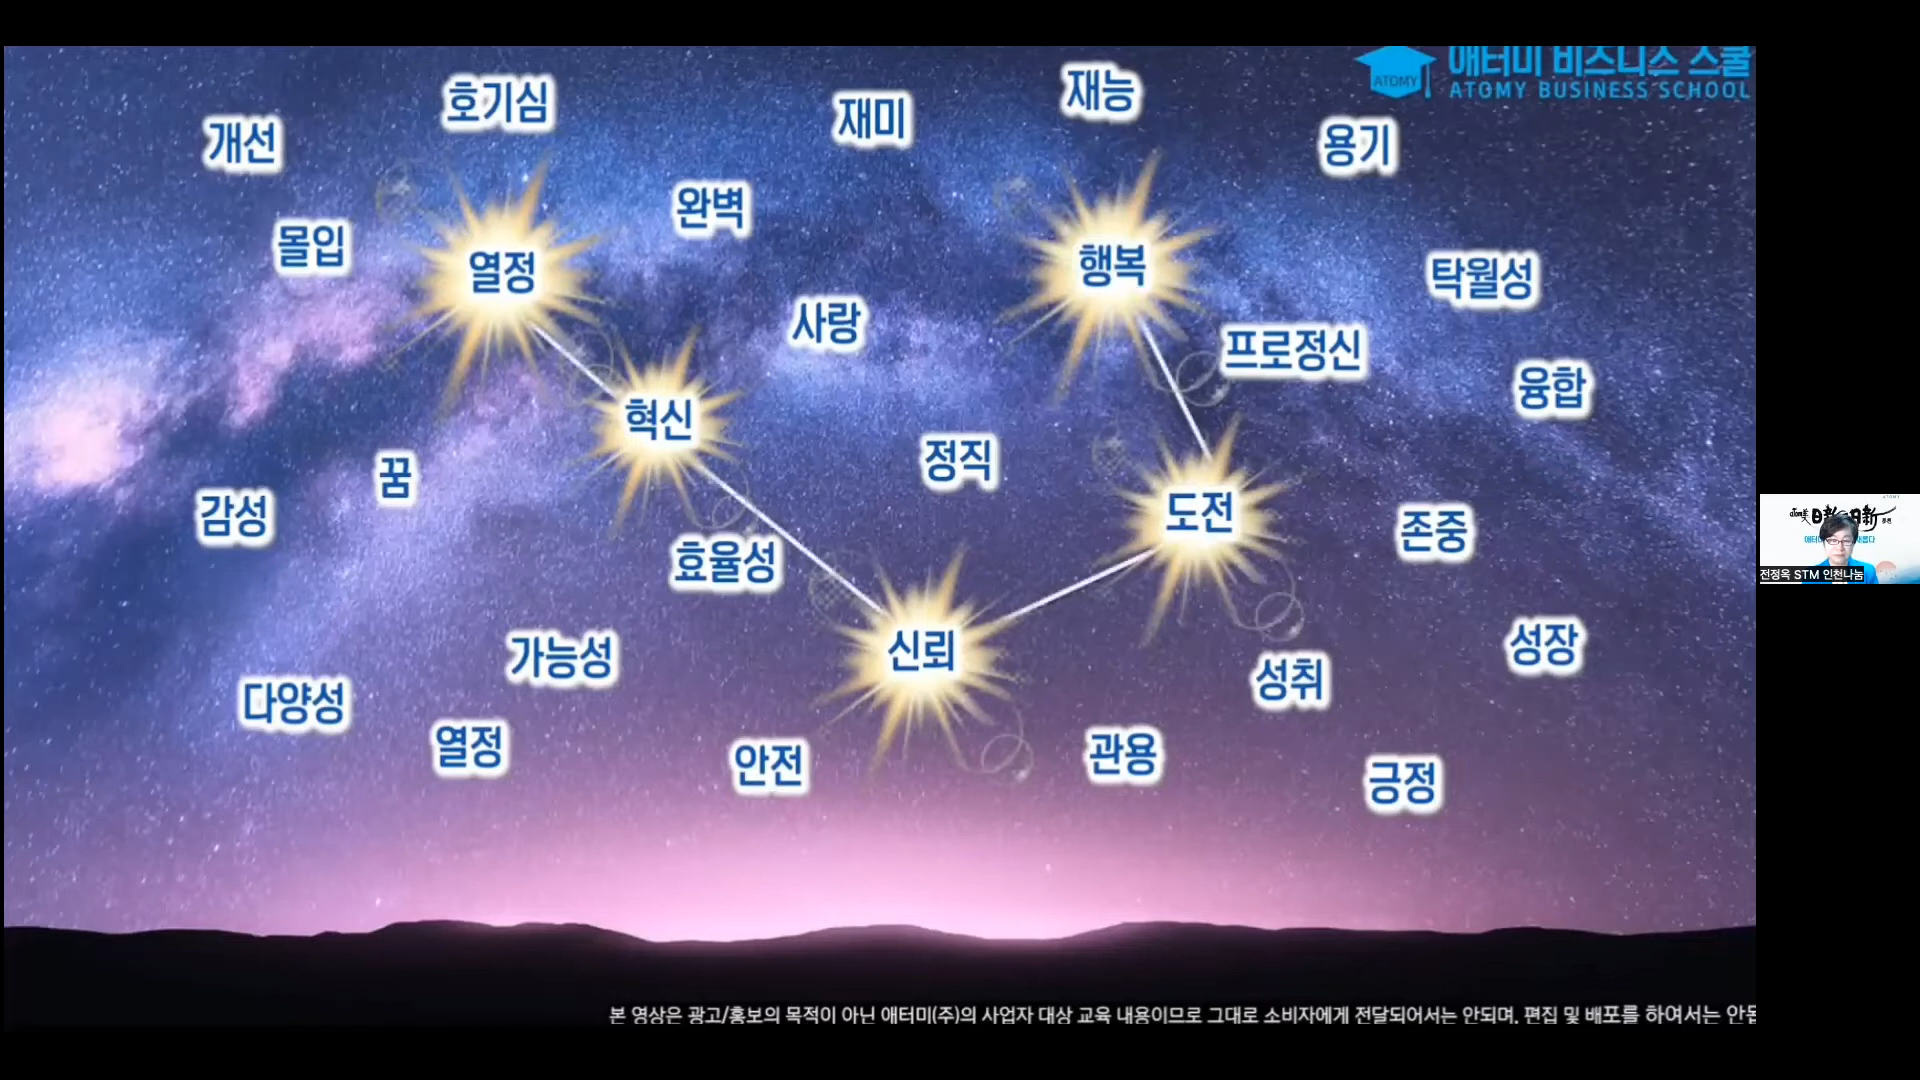 애터미 비즈니스 스쿨
ATOMY
ATOMY BUSINESS SCHOOL
호기심
재미
재능
개선
용기
몰입
열정
완벽
행복
탁월성
사랑
프로정신
융합
혁신
꿈
정직
감성
도전
존중
효율성
가능성
신뢰
성취
성장
다양성
열정
안전
관용
긍정
전정옥 STM 인천나눔
본 영상은 광고/홍보의 목적이 아닌 애터미(주)의 사업자 대상 교육 내용이므로 그대로 소비자에게 전달되어서는 안되며, 편집 및 배포를 하여서는